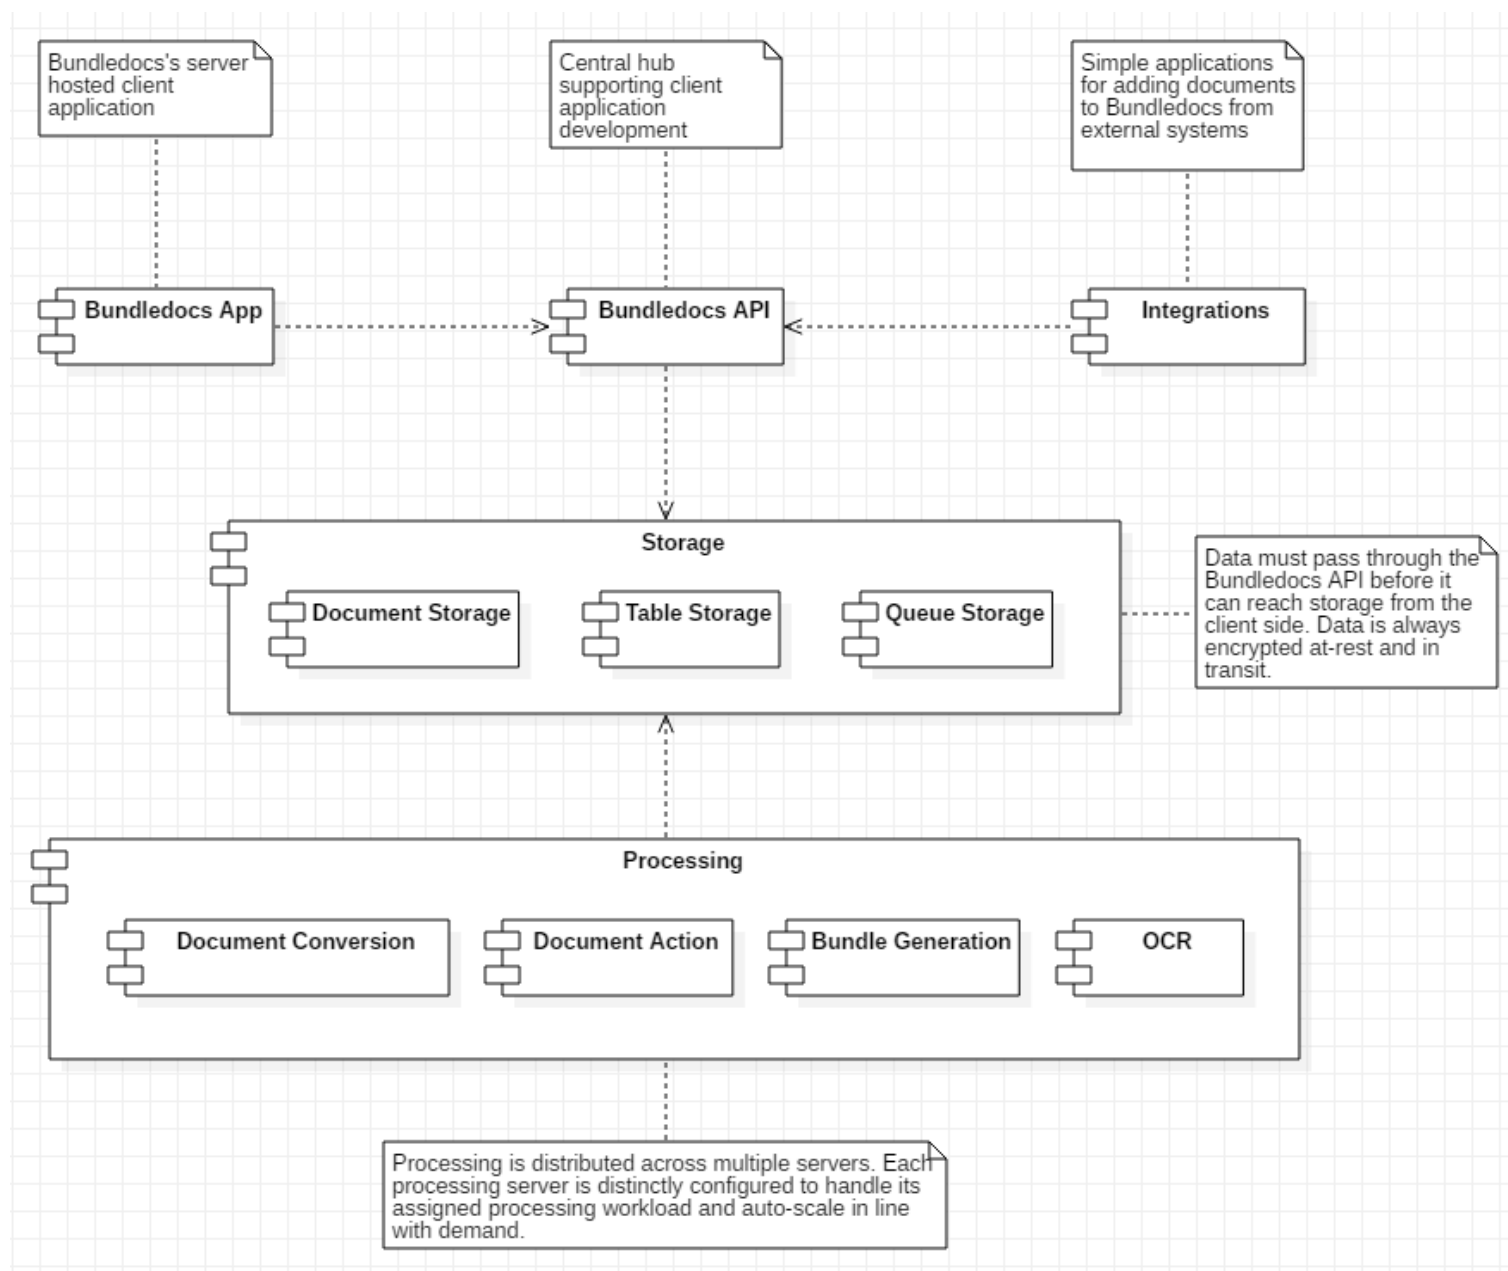 Bundledocs's server
hosted client
application
Central hub
supporting client
application
development
Simple applications
for adding documents
to Bundledocs from
external systems
Bundledocs App
Bundledocs API
Integrations
Storage
Document Storage
Table Storage
Queue Storage
Data must pass through the
Bundledocs API before it
can reach storage from the
client side. Data is always
encrypted at-rest and in
transit.
Processing
Document Conversion
Document Action
Bundle Generation
OCR
Processing is distributed across multiple servers. Each
processing server is distinctly configured to handle its
assigned processing workload and auto-scale in line
with demand.